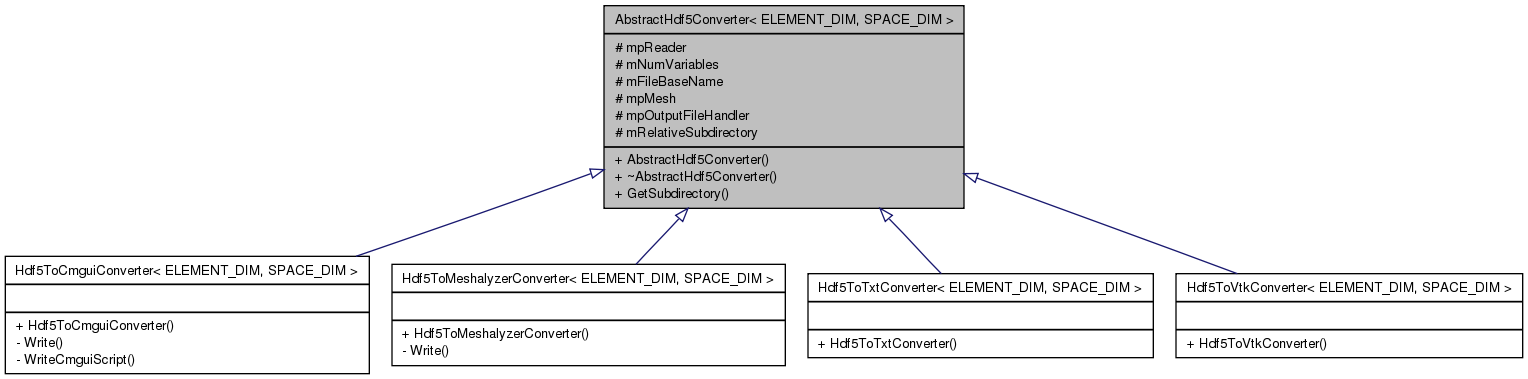 AbstractHdf5Converter< ELEMENT_DIM, SPACE_DIM >
# mpReader
# mNumVariables
# mFileBaseName
# mpMesh
# mpOutputFileHandler
# mRelativeSubdirectory
+ AbstractHdf5Converter()
+ ~AbstractHdf5Converter()
+ GetSubdirectory()
Hdf5ToCmguiConverter< ELEMENT_DIM, SPACE_DIM >
+ Hdf5ToCmguiConverter()
- Write()
- WriteCmguiScript()
Hdf5ToMeshalyzerConverter< ELEMENT_DIM, SPACE_DIM >
+ Hdf5ToMeshalyzerConverter()
- Write()
Hdf5ToTxtConverter< ELEMENT_DIM, SPACE_DIM >
+ Hdf5ToTxtConverter()
Hdf5ToVtkConverter< ELEMENT_DIM, SPACE_DIM >
+ Hdf5ToVtkConverter()